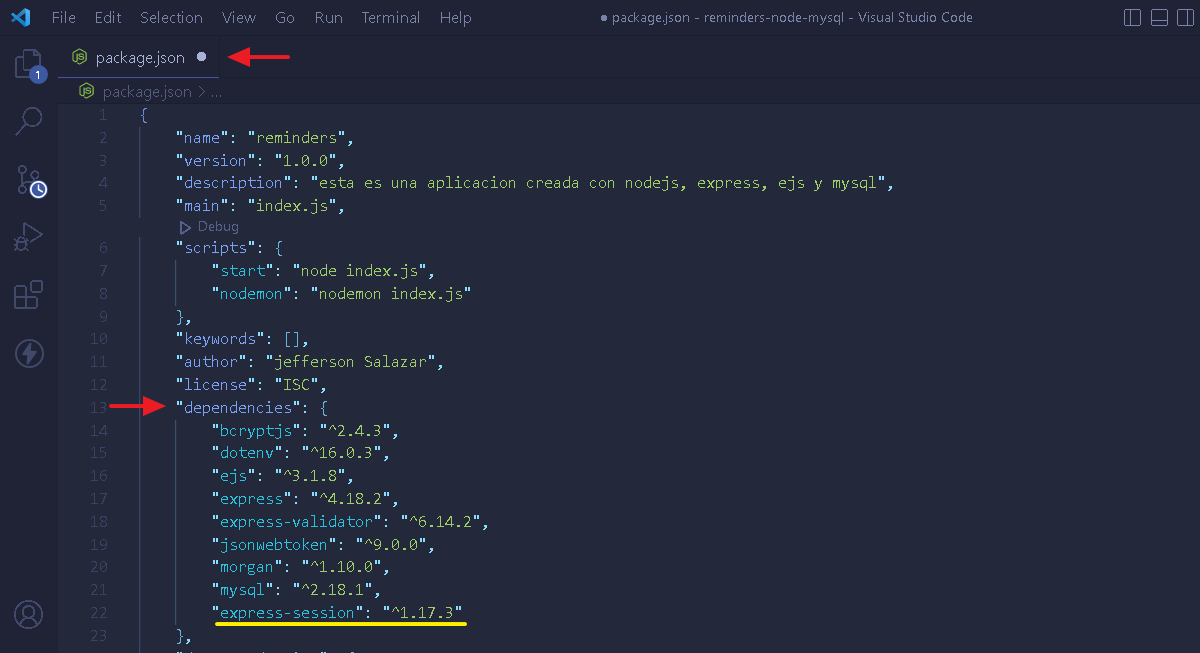 File Edit Selection View Go Run Terminal Help ● package.json - reminders-node-mysql - Visual Studio Code
package.json ●
1
package.json > ...
1 {
2 "name": "reminders",
3 "version": "1.0.0",
4 "description": "esta es una aplicacion creada con nodejs, express, ejs y mysql",
5 "main": "index.js",
Debug
6 "scripts": {
7 "start": "node index.js",
8 "nodemon": "nodemon index.js"
9 },
10 "keywords": [],
11 "author": "jefferson Salazar",
12 "license": "ISC",
13 "dependencies": {
14 "bcryptjs": "^2.4.3",
15 "dotenv": "^16.0.3",
16 "ejs": "^3.1.8",
17 "express": "^4.18.2",
18 "express-validator": "^6.14.2",
19 "jsonwebtoken": "^9.0.0",
20 "morgan": "^1.10.0",
21 "mysql": "^2.18.1",
22 "express-session": "^1.17.3"
23 },